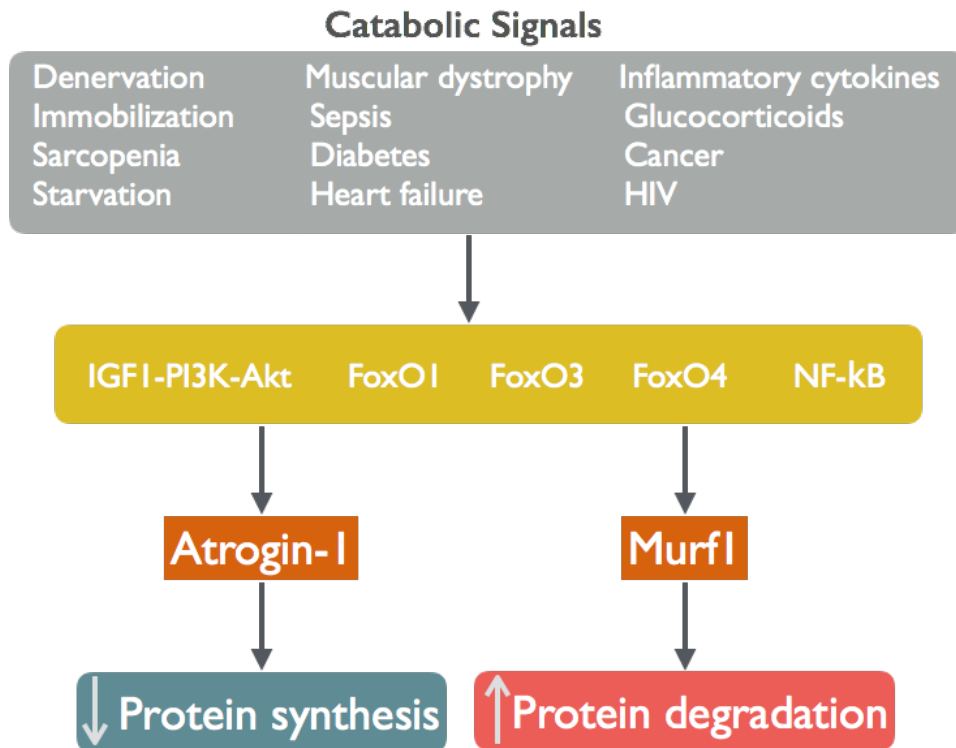 Catabolic Signals
Denervation Muscular dystrophy Inflammatory cytokines
Immobilization Sepsis Glucocorticoids
Sarcopenia Diabetes Cancer
Starvation Heart failure HIV
IGF1-PI3K-Akt FoxO1 FoxO3 FoxO4 NF-kB
Atrogin-1 Murf1
↓ Protein synthesis ↑ Protein degradation